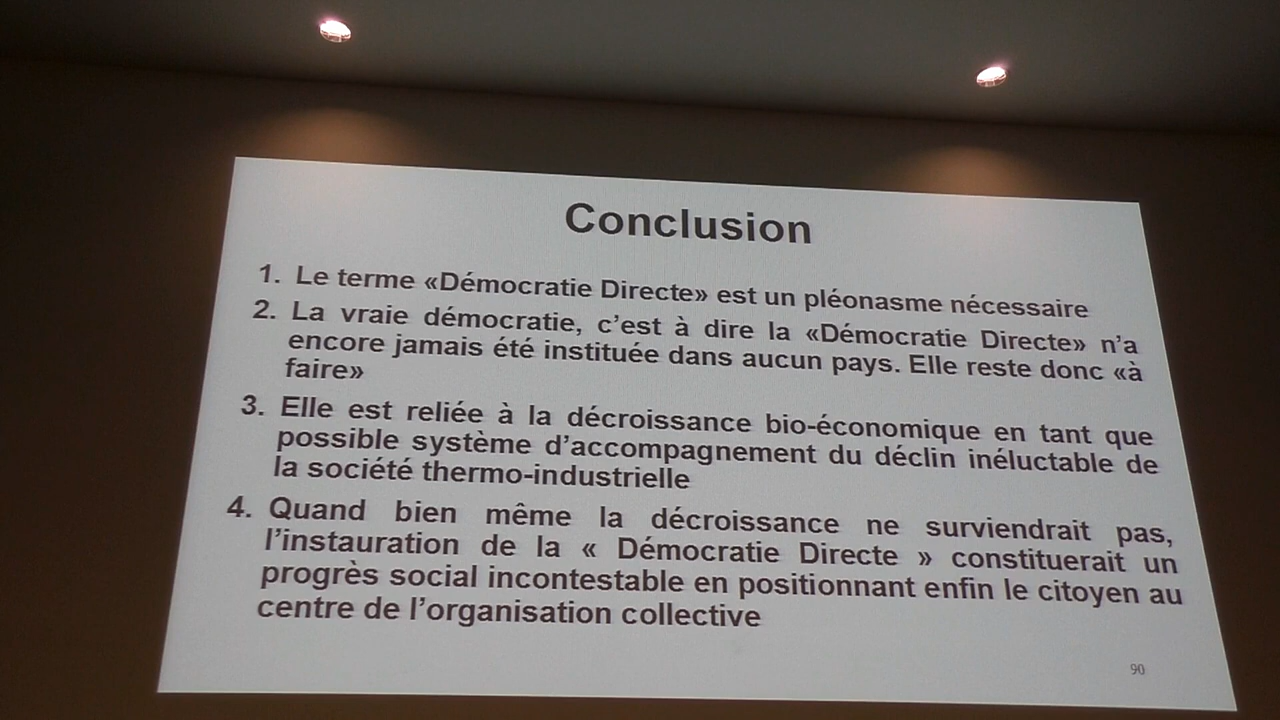 Conclusion
1. Le terme «Démocratie Directe» est un pléonasme nécessaire
2. La vraie démocratie, c'est à dire la «Démocratie Directe» n'a
encore jamais été instituée dans aucun pays. Elle reste donc «à
faire»
3. Elle est reliée à la décroissance bio-économique en tant que
possible système d'accompagnement du déclin inéluctable de
la société thermo-industrielle
4. Quand bien même la décroissance ne surviendrait pas,
l'instauration de la « Démocratie Directe » constituerait un
progrès social incontestable en positionnant enfin le citoyen au
centre de l'organisation collective
90